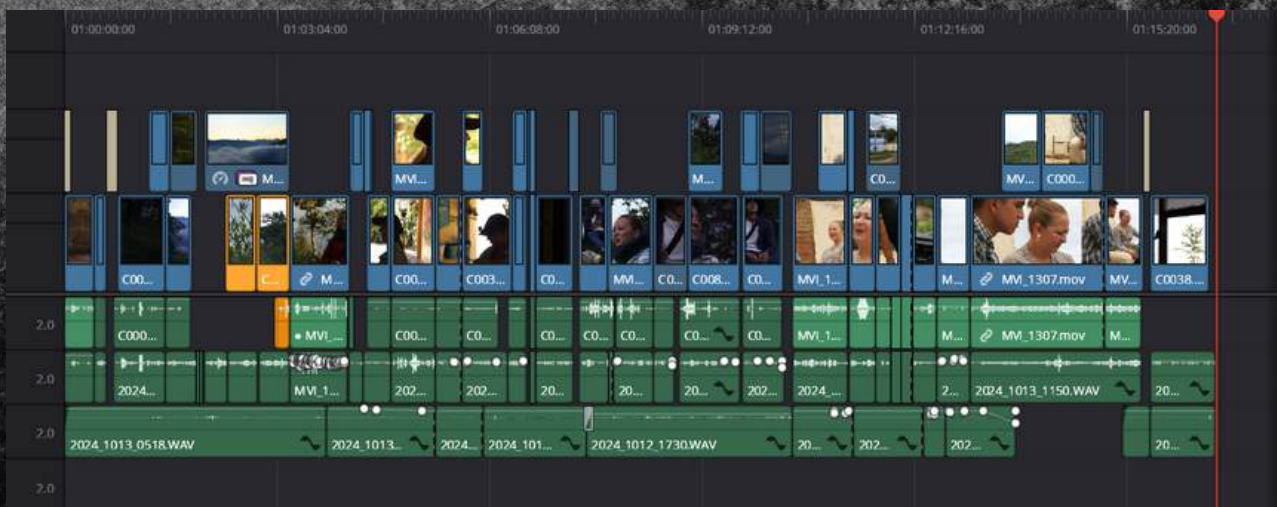 01:00:00:00 01:03:04:00 01:06:08:00 01:09:12:00 01:12:16:00 01:15:20:00
M... MVI... M... C0... MV... C000...
C00... C... M... C00... C003... C0... MVI... C0... C008... C0... MVI_1... M... MVI_1307.mov MV... C0038....
2.0 C000... MVI_... C00... C0... C0... C0... C0... C0... C0... MVI_1... M... MVI_1307.mov M...
2.0 2024... MVI_1... 202... 202... 20... 20... 20... 202... 2024_... 2... 2024_1013_1150.WAV 20...
2.0 2024_1013_0518.WAV 2024_1013... 2024... 2024_101... 2024_1012_1730.WAV 20... 202... 202... 20...
2.0